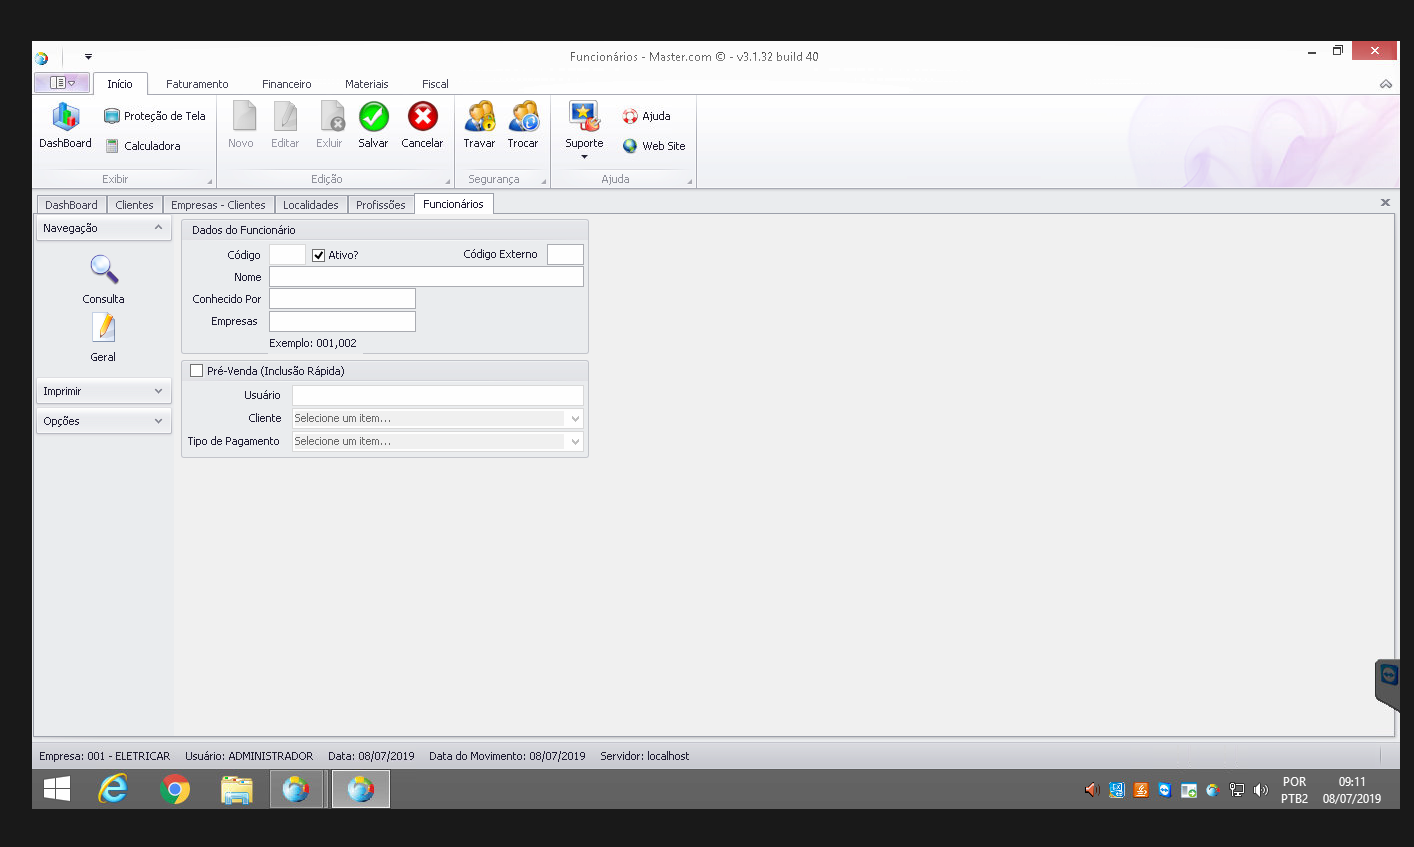 Funcionários - Master.com © - v3.1.32 build 40
Início Faturamento Financeiro Materiais Fiscal
DashBoard
Proteção de Tela
Calculadora
Exibir
Novo Editar Exluir Salvar Cancelar
Edição
Travar Trocar
Segurança
Suporte
Ajuda
Web Site
Ajuda
DashBoard Clientes Empresas - Clientes Localidades Profissões Funcionários
Navegação
Consulta
Geral
Imprimir
Opções
Dados do Funcionário
Código Ativo? Código Externo
Nome
Conhecido Por
Empresas
Exemplo: 001,002
Pré-Venda (Inclusão Rápida)
Usuário
Cliente Selecione um item...
Tipo de Pagamento Selecione um item...
Empresa: 001 - ELETRICAR Usuário: ADMINISTRADOR Data: 08/07/2019 Data do Movimento: 08/07/2019 Servidor: localhost
POR 09:11
PTB2 08/07/2019